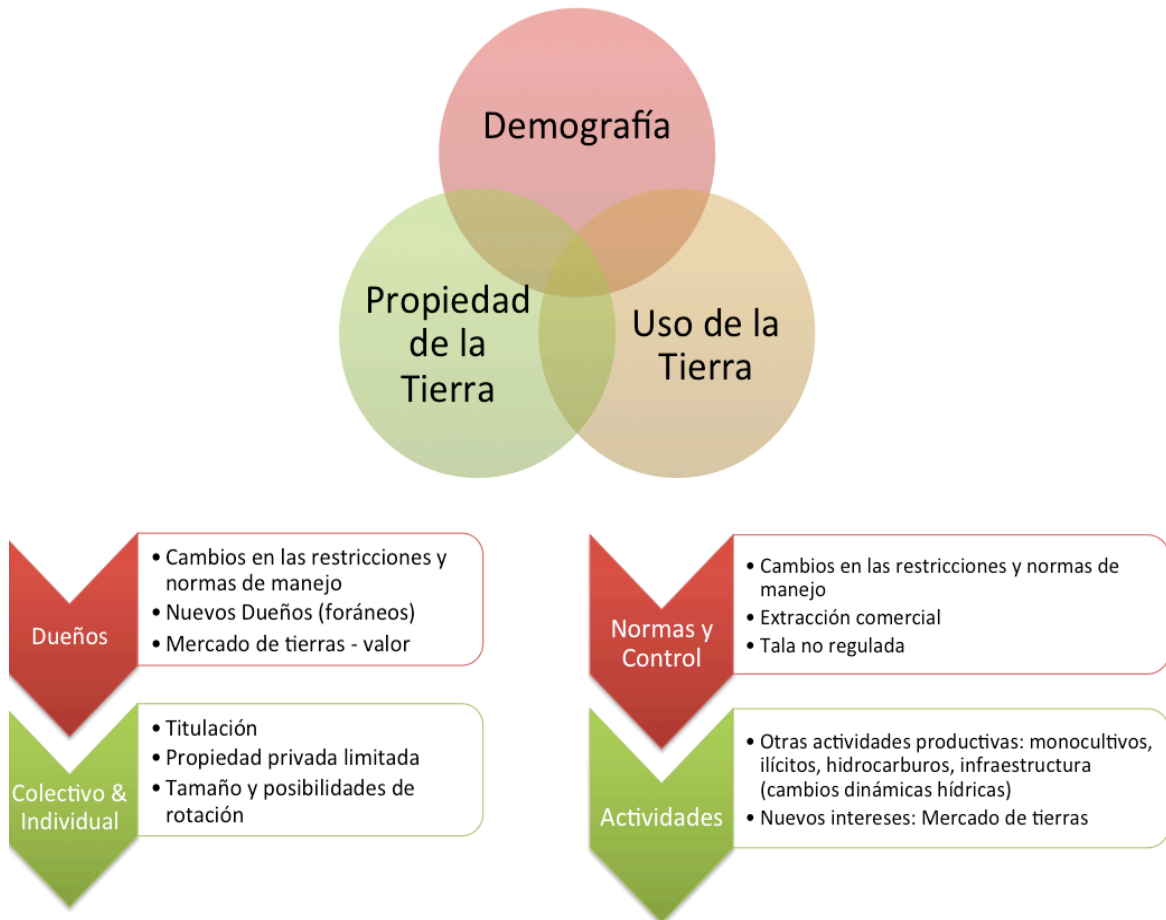 Demografía
Propiedad
de la
Tierra
Uso de la
Tierra
Dueños
• Cambios en las restricciones y
normas de manejo
• Nuevos Dueños (foráneos)
• Mercado de tierras - valor
Colectivo &
Individual
• Titulación
• Propiedad privada limitada
• Tamaño y posibilidades de
rotación
Normas y
Control
• Cambios en las restricciones y normas de
manejo
• Extracción comercial
• Tala no regulada
Actividades
• Otras actividades productivas: monocultivos,
ilícitos, hidrocarburos, infraestructura
(cambios dinámicas hídricas)
• Nuevos intereses: Mercado de tierras